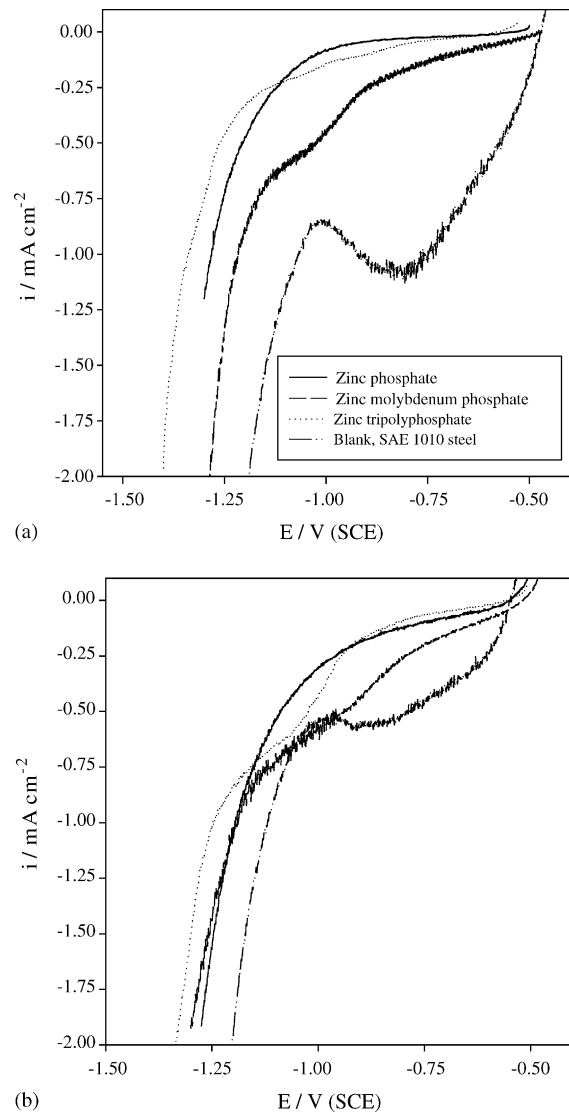 0.00
-0.25
-0.50
-0.75
-1.00
-1.25
-1.50
-1.75
-2.00
i / mA cm-2
Zinc phosphate
Zinc molybdenum phosphate
Zinc tripolyphosphate
Blank, SAE 1010 steel
-1.50 -1.25 -1.00 -0.75 -0.50
(a) E / V (SCE)
0.00
-0.25
-0.50
-0.75
-1.00
-1.25
-1.50
-1.75
-2.00
i / mA cm-2
-1.50 -1.25 -1.00 -0.75 -0.50
(b) E / V (SCE)